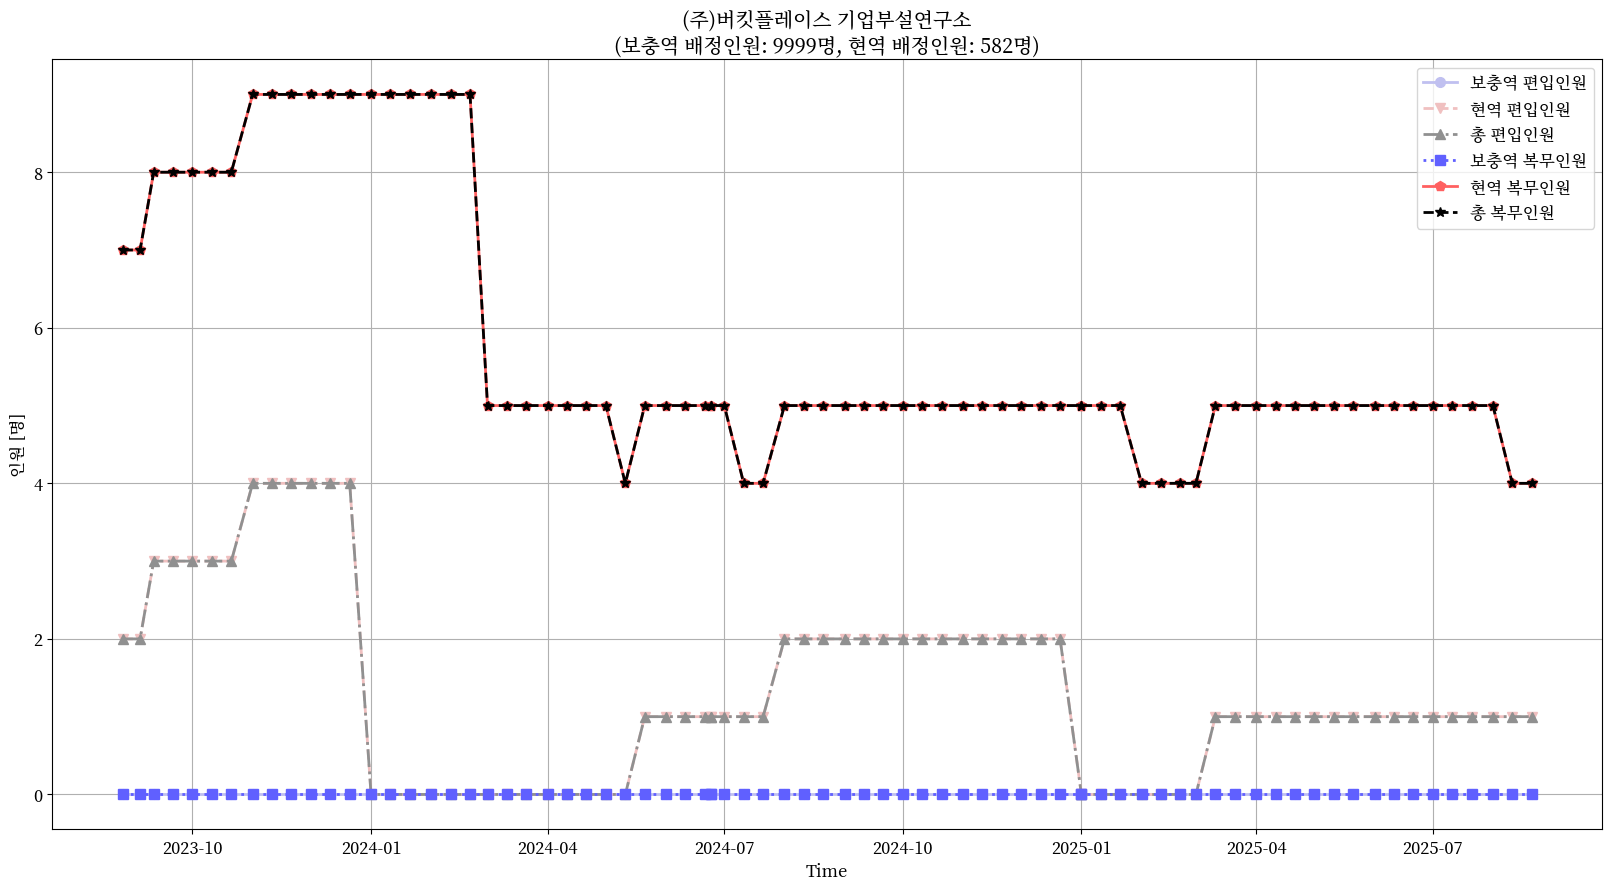 (주)버킷플레이스 기업부설연구소
(보충역 배정인원: 9999명, 현역 배정인원: 582명)
보충역 편입인원
현역 편입인원
총 편입인원
보충역 복무인원
현역 복무인원
총 복무인원
인원 [명]
8
6
4
2
0
2023-10
2024-01
2024-04
2024-07
2024-10
2025-01
2025-04
2025-07
Time